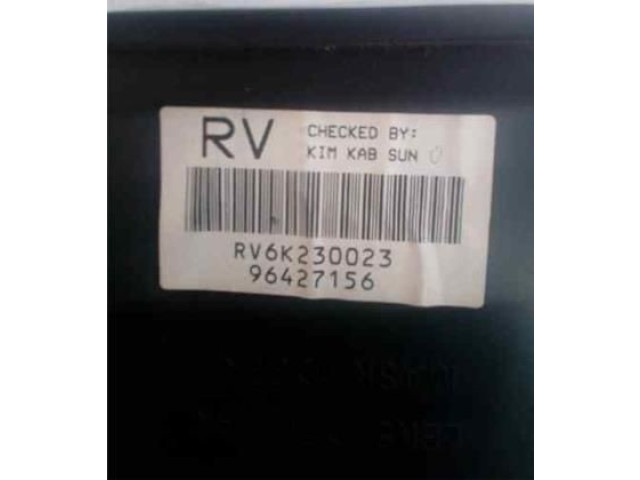 RV
CHECKED BY:
KIM KAB SUN
RV6K230023
96427156